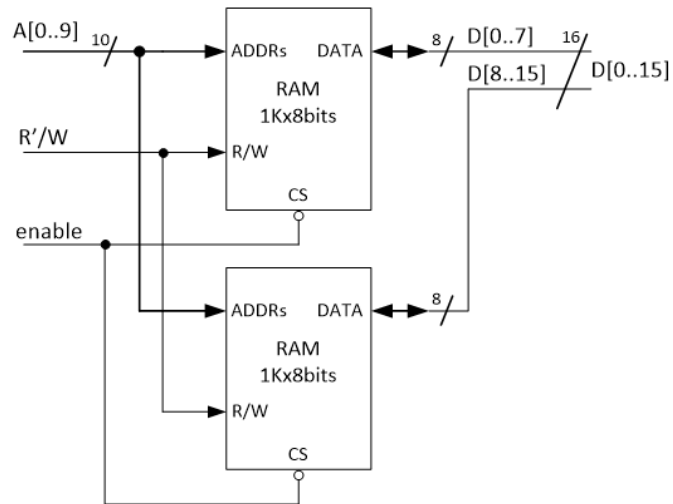 A[0..9]
10
ADDRs
DATA
8
D[0..7]
16
D[8..15]
D[0..15]
RAM
1Kx8bits
R'/W
R/W
CS
enable
ADDRs
DATA
8
RAM
1Kx8bits
R/W
CS